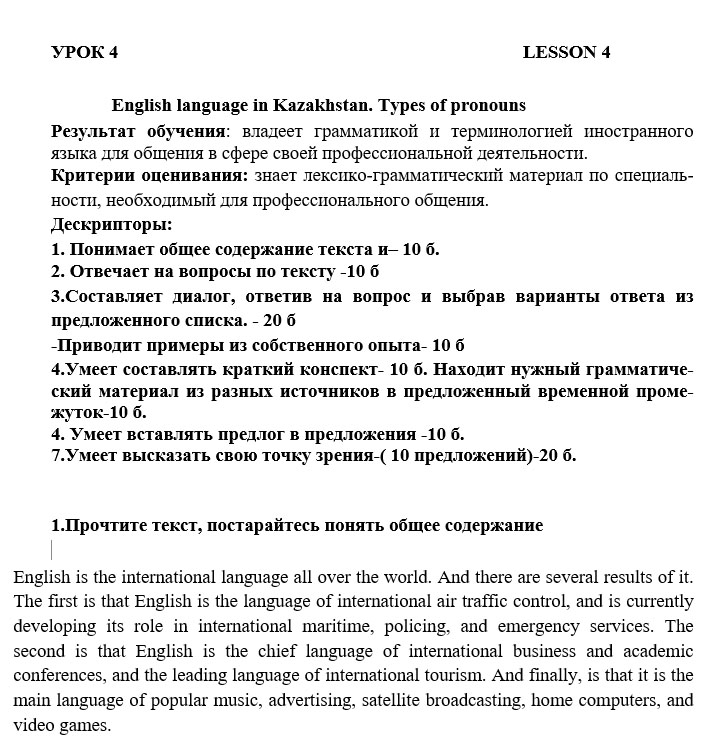 УРОК 4 LESSON 4
English language in Kazakhstan. Types of pronouns
Результат обучения: владеет грамматикой и терминологией иностранного
языка для общения в сфере своей профессиональной деятельности.
Критерии оценивания: знает лексико-грамматический материал по специаль-
ности, необходимый для профессионального общения.
Дескрипторы:
1. Понимает общее содержание текста и– 10 б.
2. Отвечает на вопросы по тексту -10 б
3.Составляет диалог, ответив на вопрос и выбрав варианты ответа из
предложенного списка. - 20 б
-Приводит примеры из собственного опыта- 10 б
4.Умеет составлять краткий конспект- 10 б. Находит нужный грамматиче-
ский материал из разных источников в предложенный временной проме-
жуток-10 б.
4. Умеет вставлять предлог в предложения -10 б.
7.Умеет высказать свою точку зрения-( 10 предложений)-20 б.
1.Прочтите текст, постарайтесь понять общее содержание
English is the international language all over the world. And there are several results of it.
The first is that English is the language of international air traffic control, and is currently
developing its role in international maritime, policing, and emergency services. The
second is that English is the chief language of international business and academic
conferences, and the leading language of international tourism. And finally, is that it is the
main language of popular music, advertising, satellite broadcasting, home computers, and
video games.